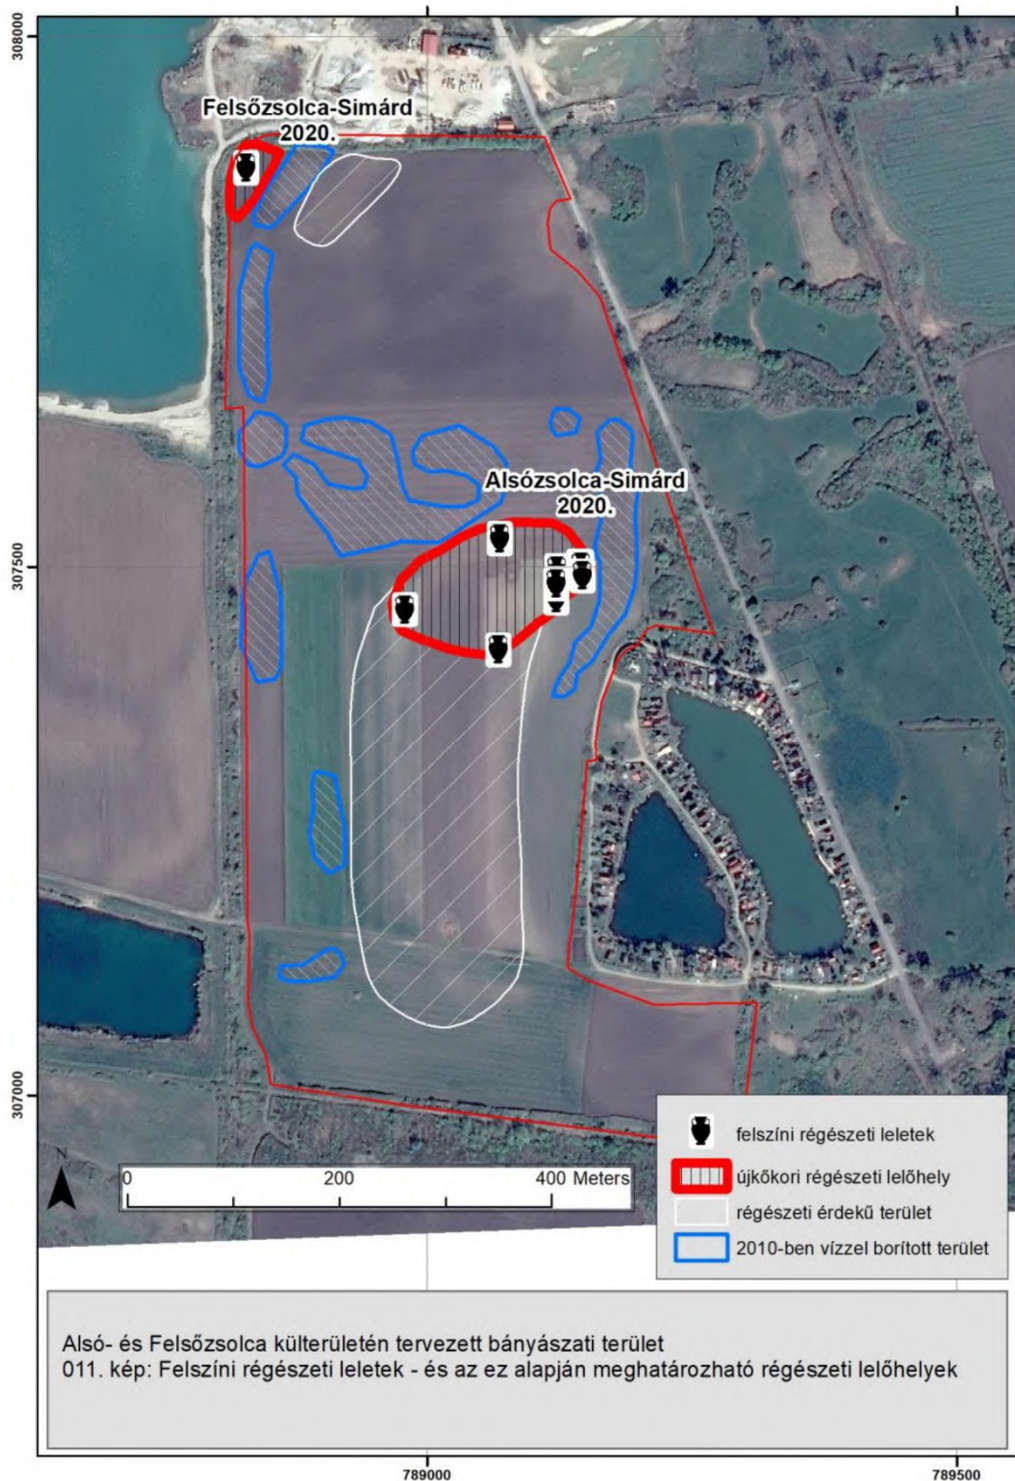 308000
Felsőzsolca-Simárd
2020.
Alsózsolca-Simárd
2020.
307500
307000
N
0 200 400 Meters
felszíni régészeti leletek
újkőkori régészeti lelőhely
régészeti érdekű terület
2010-ben vízzel borított terület
Alsó- és Felsőzsolca külterületén tervezett bányászati terület
011. kép: Felszíni régészeti leletek - és az ez alapján meghatározható régészeti lelőhelyek
789000 789500